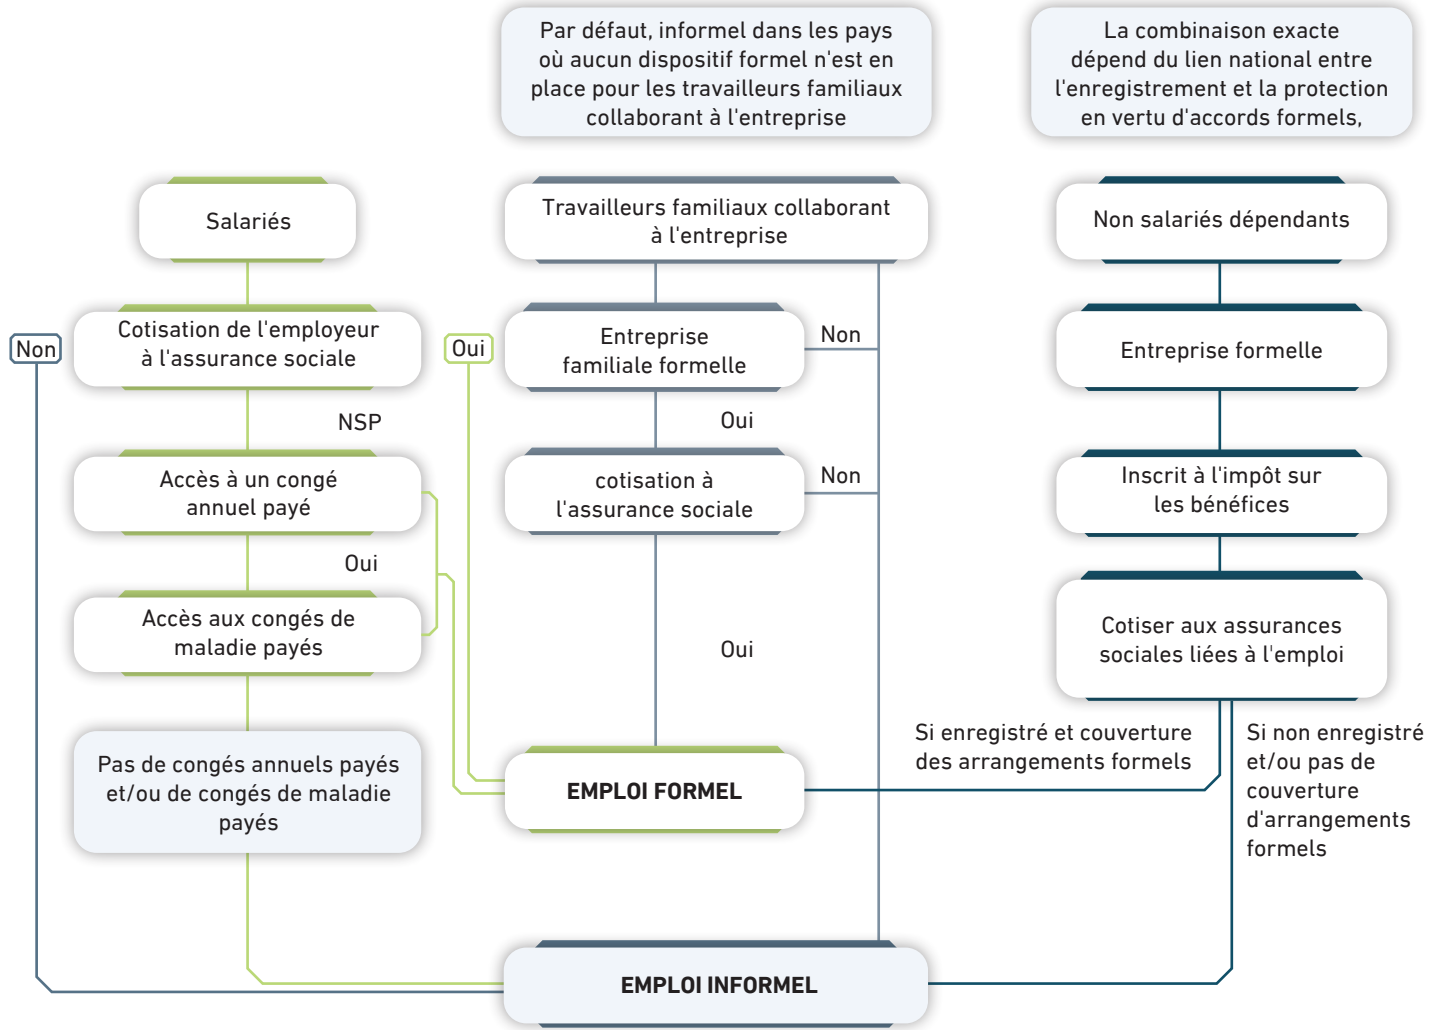 Par défaut, informel dans les pays
où aucun dispositif formel n'est en
place pour les travailleurs familiaux
collaborant à l'entreprise
La combinaison exacte
dépend du lien national entre
l'enregistrement et la protection
en vertu d'accords formels,
Salariés
Travailleurs familiaux collaborant
à l'entreprise
Non salariés dépendants
Non
Cotisation de l'employeur
à l'assurance sociale
Oui
Entreprise
familiale formelle
Non
Entreprise formelle
NSP
Oui
Accès à un congé
annuel payé
cotisation à
l'assurance sociale
Non
Inscrit à l'impôt sur
les bénéfices
Oui
Accès aux congés de
maladie payés
Oui
Cotiser aux assurances
sociales liées à l'emploi
Pas de congés annuels payés
et/ou de congés de maladie
payés
EMPLOI FORMEL
Si enregistré et couverture
des arrangements formels
Si non enregistré
et/ou pas de
couverture
d'arrangements
formels
EMPLOI INFORMEL